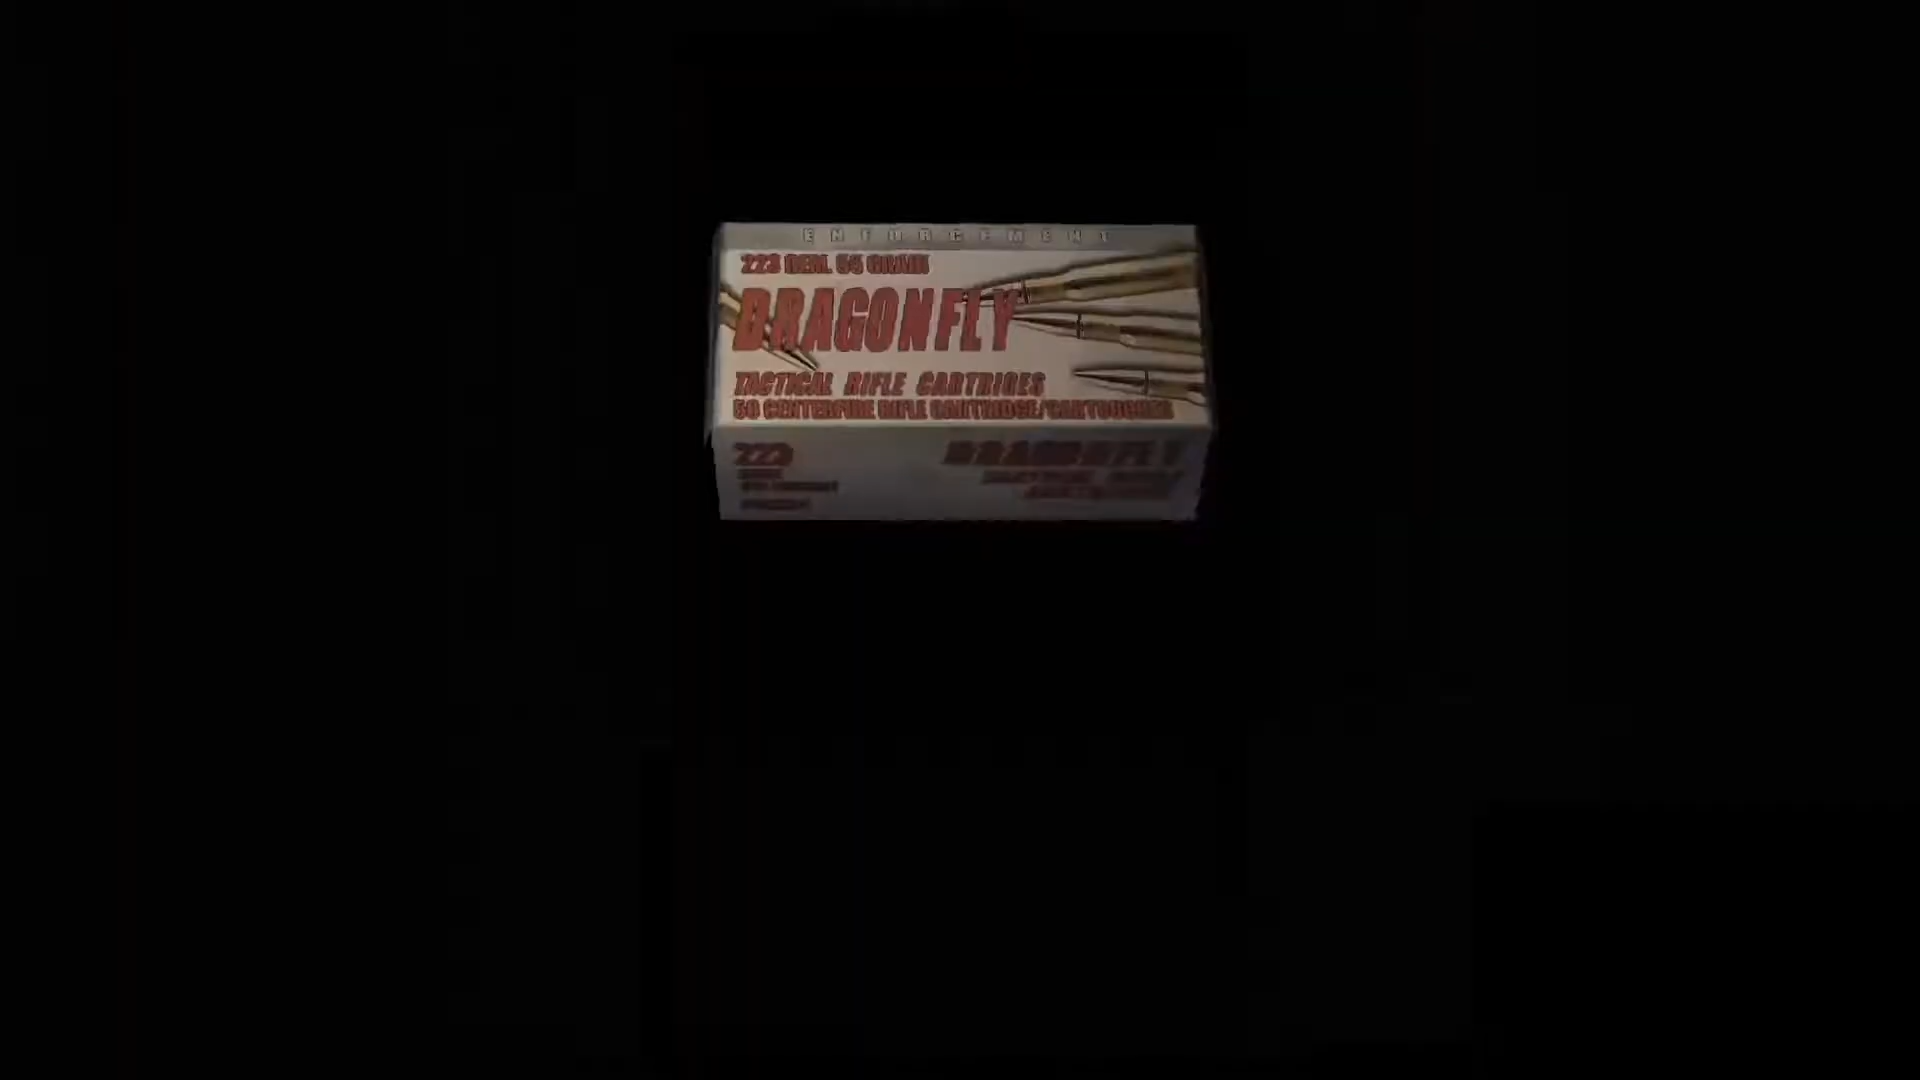 ENFORCEMENT
223 REM. 55 GRAIN
DRAGONFLY
TACTICAL RIFLE CARTRIGES
50 CENTERFIRE RIFLE CARTRIDGE/CARTOUCHES
223
DRAGONFLY